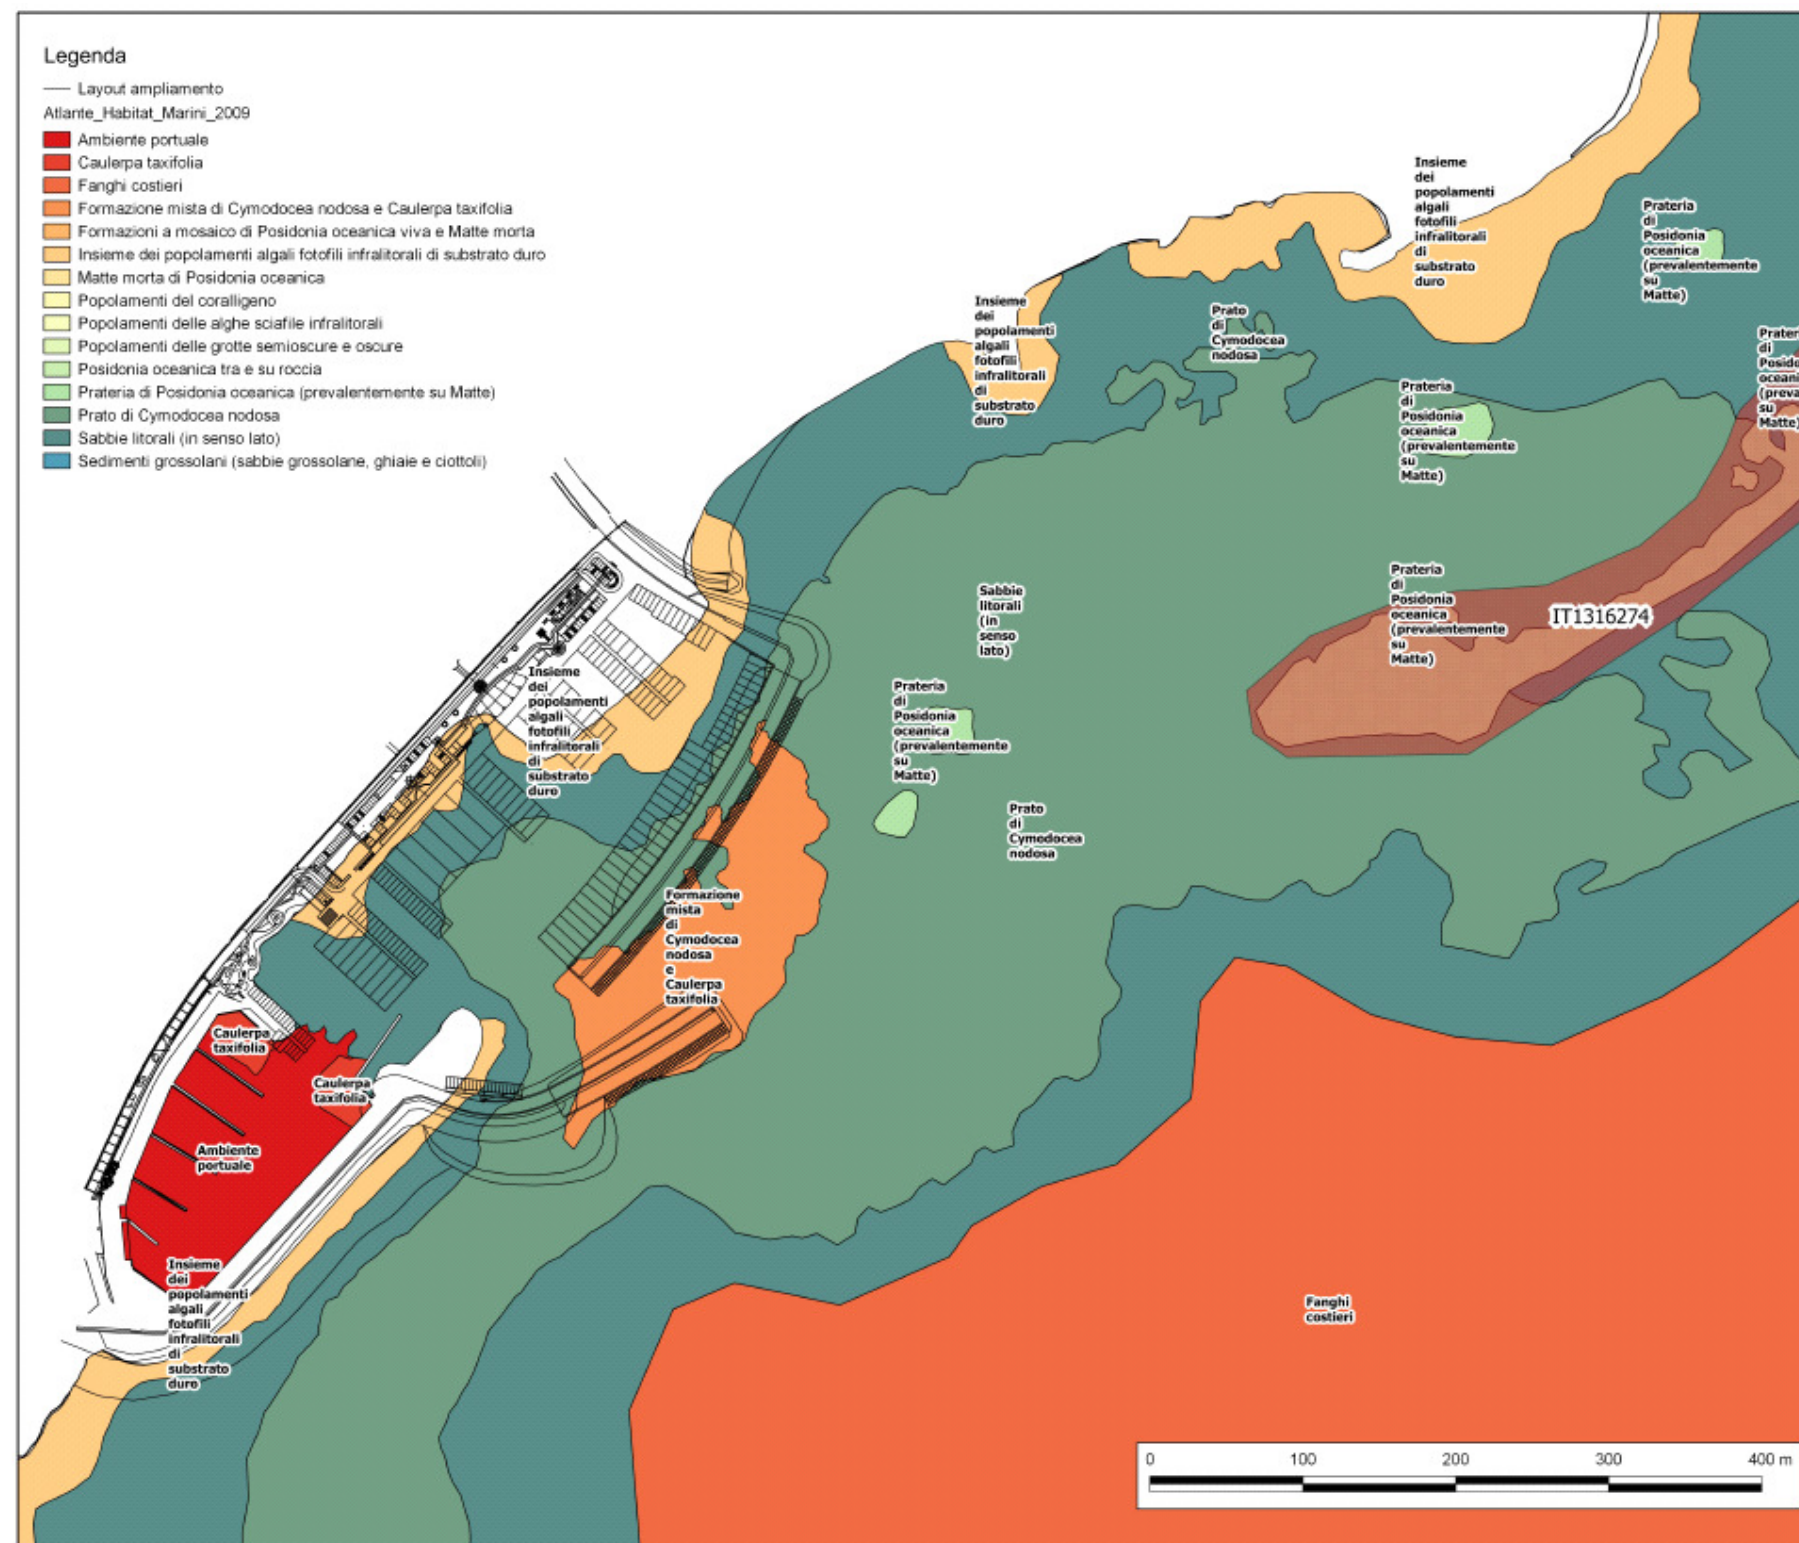 Legenda
Layout ampliamento
Atlante_Habitat_Marini_2009
Ambiente portuale
Caulerpa taxifolia
Fanghi costieri
Formazione mista di Cymodocea nodosa e Caulerpa taxifolia
Formazioni a mosaico di Posidonia oceanica viva e Matte morta
Insieme dei popolamenti algali fotofili infralitorali di substrato duro
Matte morta di Posidonia oceanica
Popolamenti del coralligeno
Popolamenti delle alghe sciafile infralitorali
Popolamenti delle grotte semioscure e oscure
Posidonia oceanica tra e su roccia
Prateria di Posidonia oceanica (prevalentemente su Matte)
Prato di Cymodocea nodosa
Sabbie litorali (in senso lato)
Sedimenti grossolani (sabbie grossolane, ghiaie e ciottoli)
Insieme
dei
popolamenti
algali
fotofili
infralitorali
di
substrato
duro
Prateria
di
Posidonia
oceanica
(prevalentemente
su
Matte)
Insieme
dei
popolamenti
algali
fotofili
infralitorali
di
substrato
duro
Prato
di
Cymodocea
nodosa
Prater
di
Posido
oceani
(preva
su
Matte)
Prateria
di
Posidonia
oceanica
(prevalentemente
su
Matte)
Prateria
di
Posidonia
oceanica
(prevalentemente
su
Matte)
IT1316274
Sabbie
litorali
(in
senso
lato)
Insieme
dei
popolamenti
algali
fotofili
infralitorali
di
substrato
duro
Prateria
di
Posidonia
oceanica
(prevalentemente
su
Matte)
Prato
di
Cymodocea
nodosa
Formazione
mista
di
Cymodocea
nodosa
e
Caulerpa
taxifolia
Caulerpa
taxifolia
Caulerpa
taxifolia
Ambiente
portuale
Insieme
dei
popolamenti
algali
fotofili
infralitorali
di
substrato
duro
Fanghi
costieri
0 100 200 300 400 m